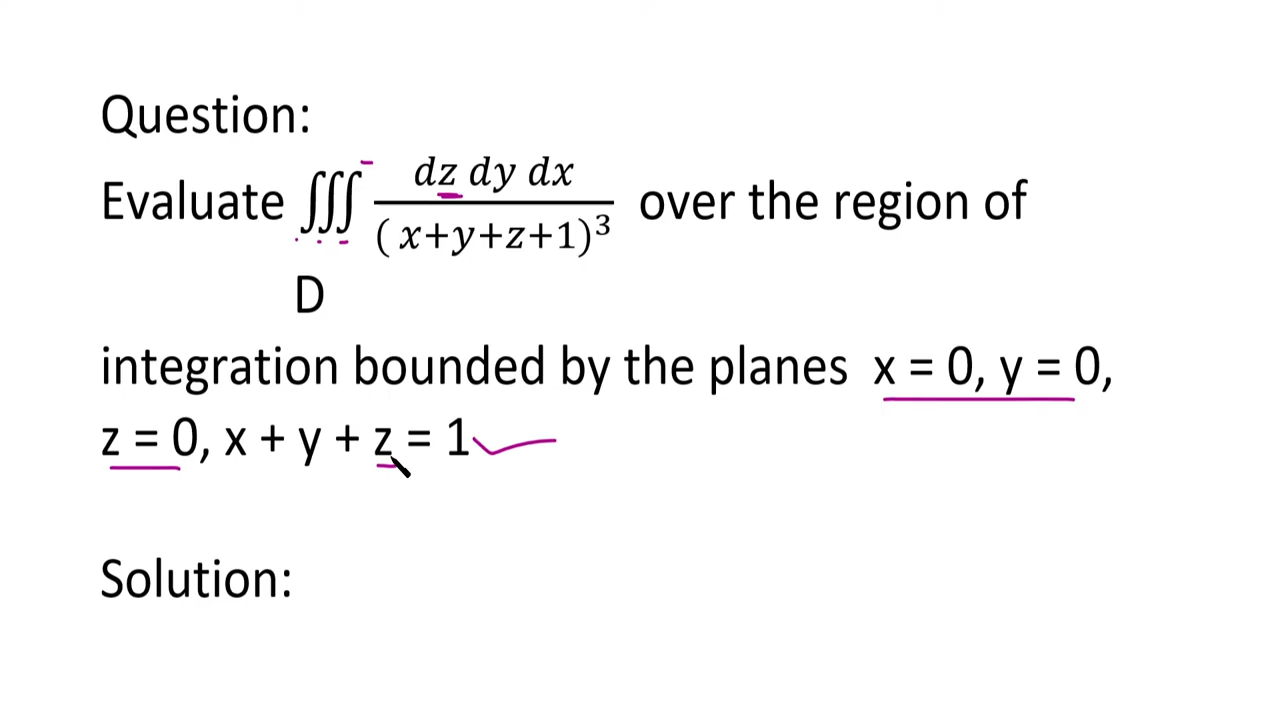 Question:
Evaluate ∭ dz dy dx / (x+y+z+1)³ over the region of
D
integration bounded by the planes x = 0, y = 0,
z = 0, x + y + z = 1
Solution: